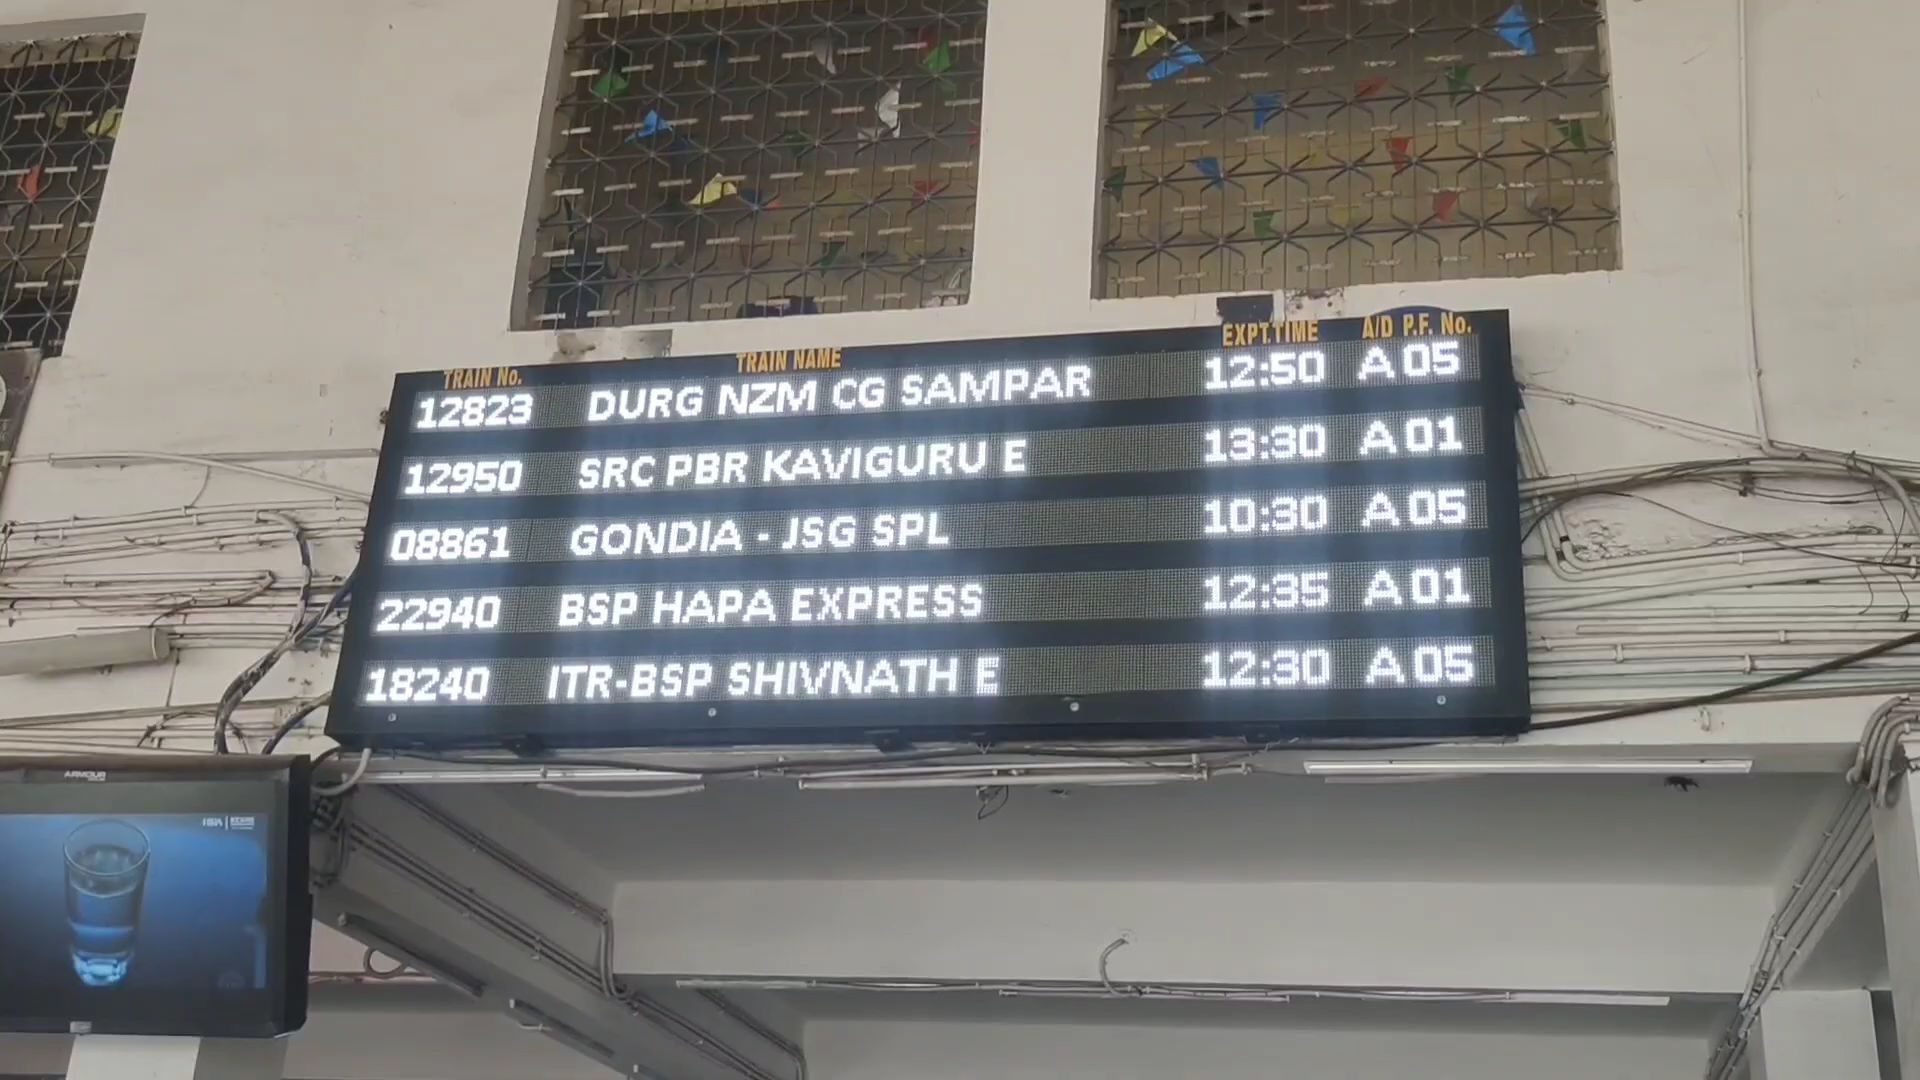 TRAIN No. TRAIN NAME EXPT.TIME A/D P.F. No.
12823 DURG NZM CG SAMPAR 12:50 A 05
12950 SRC PBR KAVIGURU E 13:30 A 01
08861 GONDIA - JSG SPL 10:30 A 05
22940 BSP HAPA EXPRESS 12:35 A 01
18240 ITR-BSP SHIVNATH E 12:30 A 05
ARMOUR